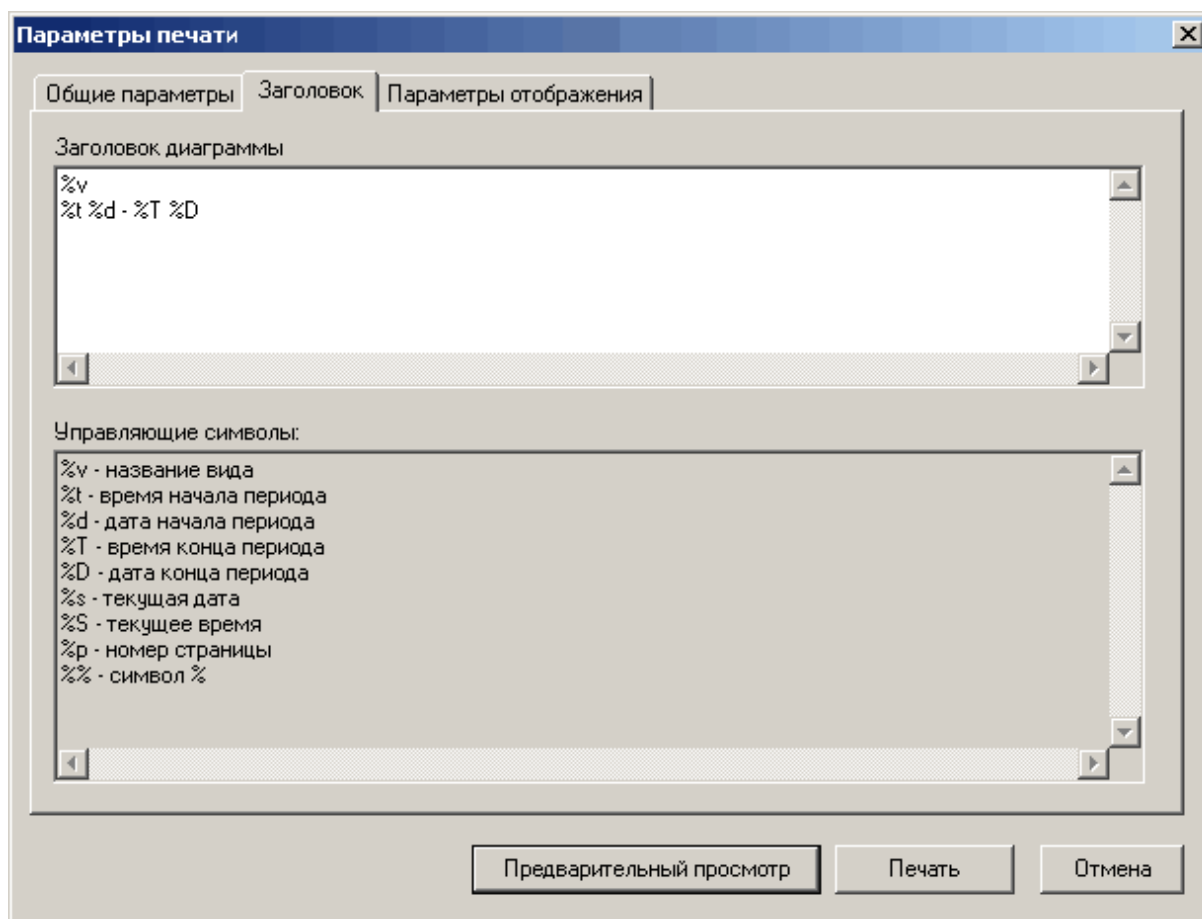 Параметры печати
Общие параметры Заголовок Параметры отображения
Заголовок диаграммы
%v
%t %d - %T %D
Управляющие символы:
%v - название вида
%t - время начала периода
%d - дата начала периода
%T - время конца периода
%D - дата конца периода
%s - текущая дата
%S - текущее время
%p - номер страницы
%% - символ %
Предварительный просмотр Печать Отмена